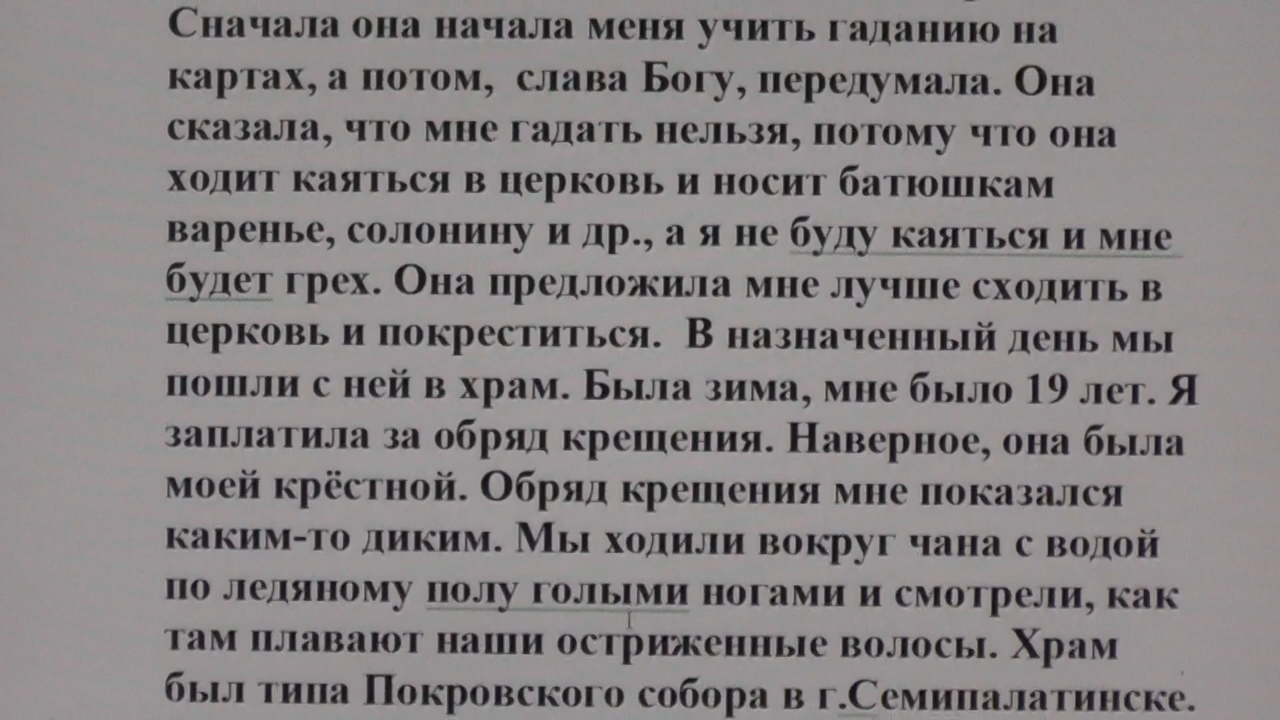 Сначала она начала меня учить гаданию на
картах, а потом, слава Богу, передумала. Она
сказала, что мне гадать нельзя, потому что она
ходит каяться в церковь и носит батюшкам
варенье, солонину и др., а я не буду каяться и мне
будет грех. Она предложила мне лучше сходить в
церковь и покреститься. В назначенный день мы
пошли с ней в храм. Была зима, мне было 19 лет. Я
заплатила за обряд крещения. Наверное, она была
моей крёстной. Обряд крещения мне показался
каким-то диким. Мы ходили вокруг чана с водой
по ледяному полу голыми ногами и смотрели, как
там плавают наши остриженные волосы. Храм
был типа Покровского собора в г.Семипалатинске.